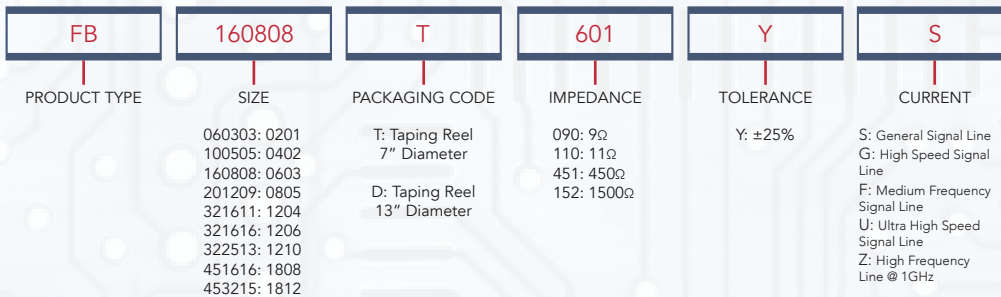 FB
160808
T
601
Y
S
PRODUCT TYPE
SIZE
060303: 0201
100505: 0402
160808: 0603
201209: 0805
321611: 1204
321616: 1206
322513: 1210
451616: 1808
453215: 1812
PACKAGING CODE
T: Taping Reel
7” Diameter
D: Taping Reel
13” Diameter
IMPEDANCE
090: 9Ω
110: 11Ω
451: 450Ω
152: 1500Ω
TOLERANCE
Y: ±25%
CURRENT
S: General Signal Line
G: High Speed Signal
Line
F: Medium Frequency
Signal Line
U: Ultra High Speed
Signal Line
Z: High Frequency
Line @ 1GHz